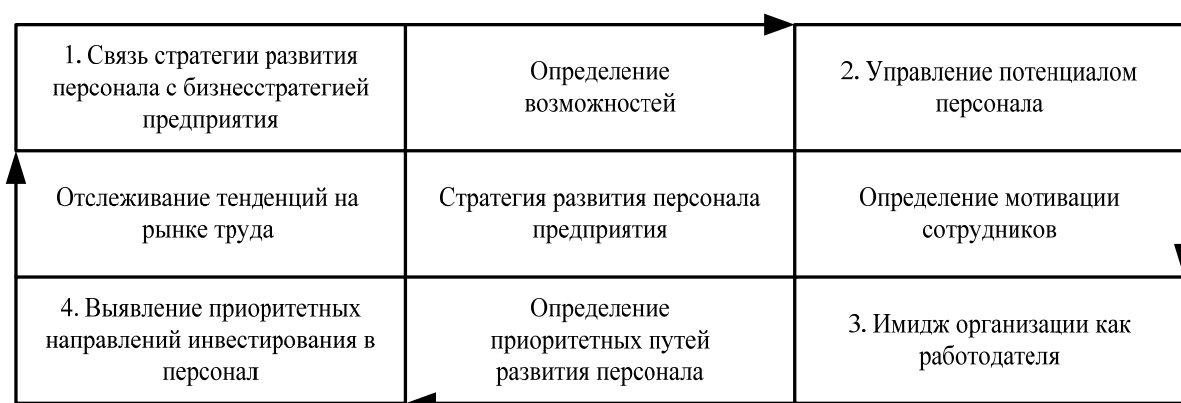 1. Связь стратегии развития
персонала с бизнесстратегией
предприятия
Определение
возможностей
2. Управление потенциалом
персонала
Отслеживание тенденций на
рынке труда
Стратегия развития персонала
предприятия
Определение мотивации
сотрудников
4. Выявление приоритетных
направлений инвестирования в
персонал
Определение
приоритетных путей
развития персонала
3. Имидж организации как
работодателя